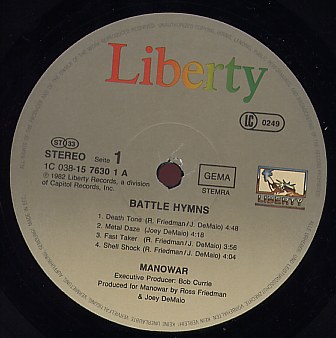 Liberty
LC 0249
ST 33
STEREO Seite 1
1C 038-15 7630 1 A
℗ 1982 Liberty Records, a division
of Capitol Records, Inc.
GEMA
STEMRA
LIBERTY
BATTLE HYMNS
1. Death Tone (R. Friedman/J. DeMaio) 4:48
2. Metal Daze (Joey DeMaio) 4:18
3. Fast Taker (R. Friedman/J. DeMaio) 3:56
4. Shell Shock (R. Friedman/J. DeMaio) 4:04
MANOWAR
Executive Producer: Bob Currie
Produced for Manowar by Ross Friedman
& Joey DeMaio